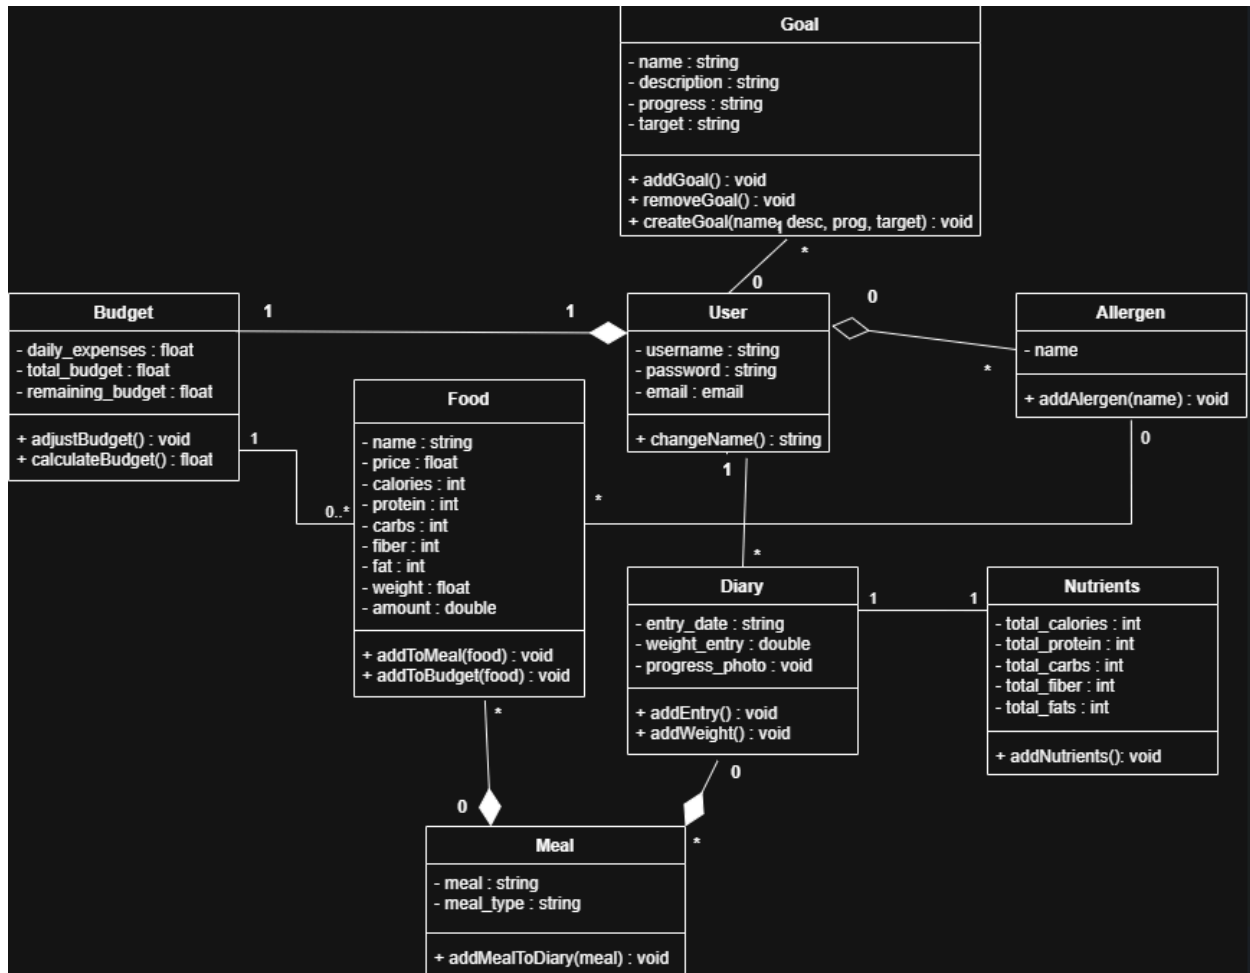 Goal
- name : string
- description : string
- progress : string
- target : string
+ addGoal() : void
+ removeGoal() : void
+ createGoal(name, desc, prog, target) : void
1
*
0
Budget
- daily_expenses : float
- total_budget : float
- remaining_budget : float
+ adjustBudget() : void
+ calculateBudget() : float
1
1
User
- username : string
- password : string
- email : email
+ changeName() : string
0
*
Allergen
- name
+ addAlergen(name) : void
0
1
0..*
Food
- name : string
- price : float
- calories : int
- protein : int
- carbs : int
- fiber : int
- fat : int
- weight : float
- amount : double
+ addToMeal(food) : void
+ addToBudget(food) : void
*
1
*
Diary
- entry_date : string
- weight_entry : double
- progress_photo : void
+ addEntry() : void
+ addWeight() : void
1
1
Nutrients
- total_calories : int
- total_protein : int
- total_carbs : int
- total_fiber : int
- total_fats : int
+ addNutrients(): void
*
0
0
*
Meal
- meal : string
- meal_type : string
+ addMealToDiary(meal) : void